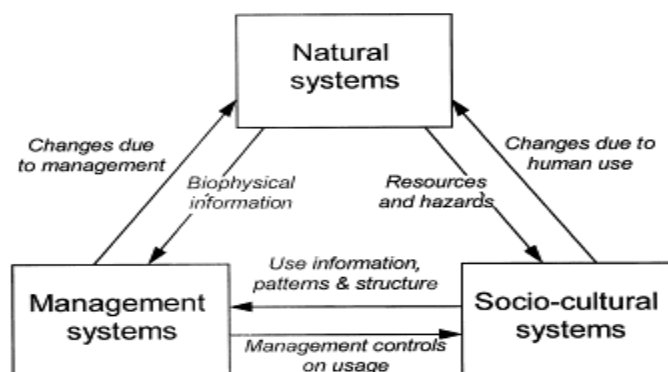 Natural
systems
Changes due
to management
Changes due to
human use
Biophysical
information
Resources
and hazards
Use information,
patterns & structure
Management
systems
Socio-cultural
systems
Management controls
on usage